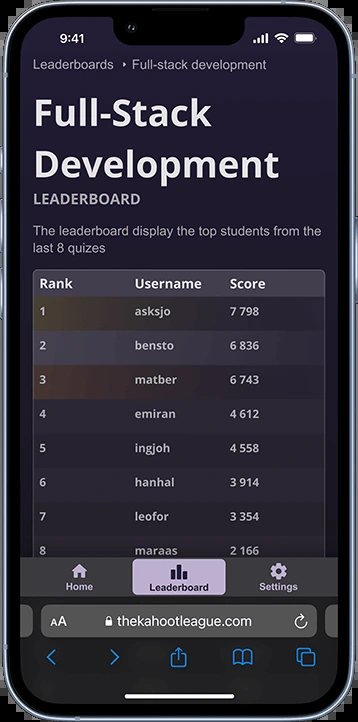 9:41
Leaderboards ‣ Full-stack development
Full-Stack
Development
LEADERBOARD
The leaderboard display the top students from the
last 8 quizes
Rank Username Score
1 asksjo 7 798
2 bensto 6 836
3 matber 6 743
4 emiran 4 612
5 ingjoh 4 558
6 hanhal 3 914
7 leofor 3 354
8 maraas 2 166
Home Leaderboard Settings
AA thekahootleague.com